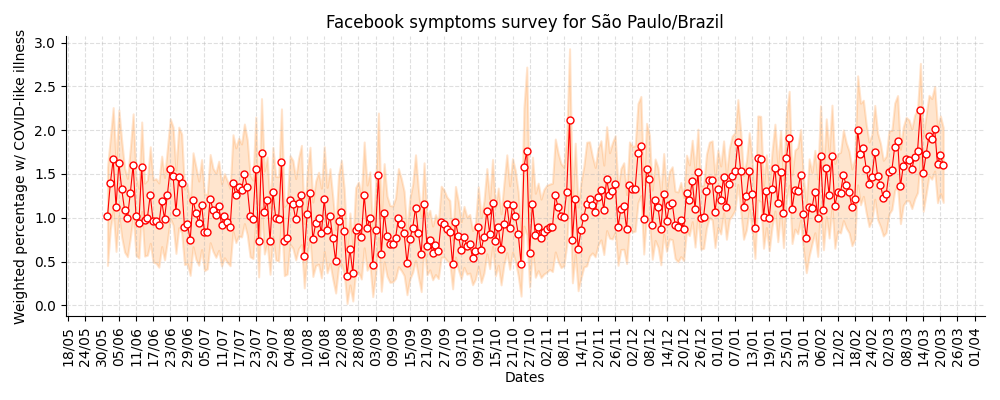 Facebook symptoms survey for São Paulo/Brazil
Weighted percentage w/ COVID-like illness
3.0
2.5
2.0
1.5
1.0
0.5
0.0
18/05 24/05 30/05 05/06 11/06 17/06 23/06 29/06 05/07 11/07 17/07 23/07 29/07 04/08 10/08 16/08 22/08 28/08 03/09 09/09 15/09 21/09 27/09 03/10 09/10 15/10 21/10 27/10 02/11 08/11 14/11 20/11 26/11 02/12 08/12 14/12 20/12 26/12 01/01 07/01 13/01 19/01 25/01 31/01 06/02 12/02 18/02 24/02 02/03 08/03 14/03 20/03 26/03 01/04
Dates